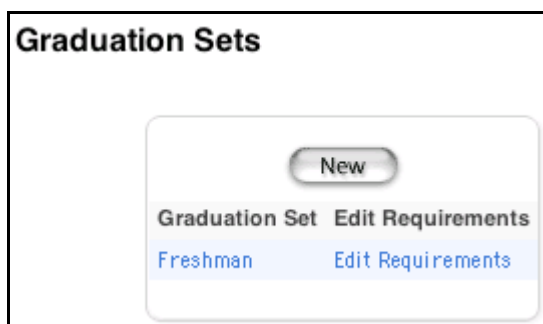 Graduation Sets
New
Graduation Set Edit Requirements
Freshman Edit Requirements